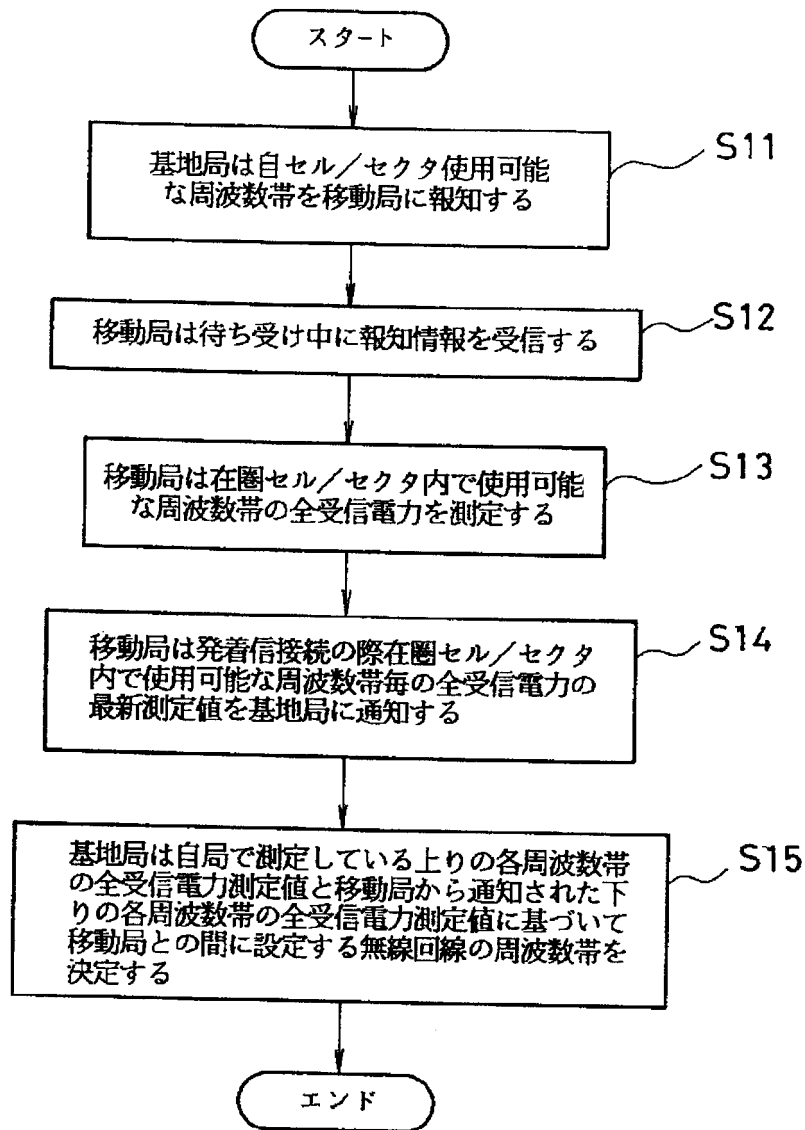 スタート
基地局は自セル／セクタ使用可能
な周波数帯を移動局に報知する
S11
移動局は待ち受け中に報知情報を受信する
S12
移動局は在圏セル／セクタ内で使用可能
な周波数帯の全受信電力を測定する
S13
移動局は発着信接続の際在圏セル／セクタ
内で使用可能な周波数帯毎の全受信電力の
最新測定値を基地局に通知する
S14
基地局は自局で測定している上りの各周波数帯
の全受信電力測定値と移動局から通知された下
りの各周波数帯の全受信電力測定値に基づいて
移動局との間に設定する無線回線の周波数帯を
決定する
S15
エンド